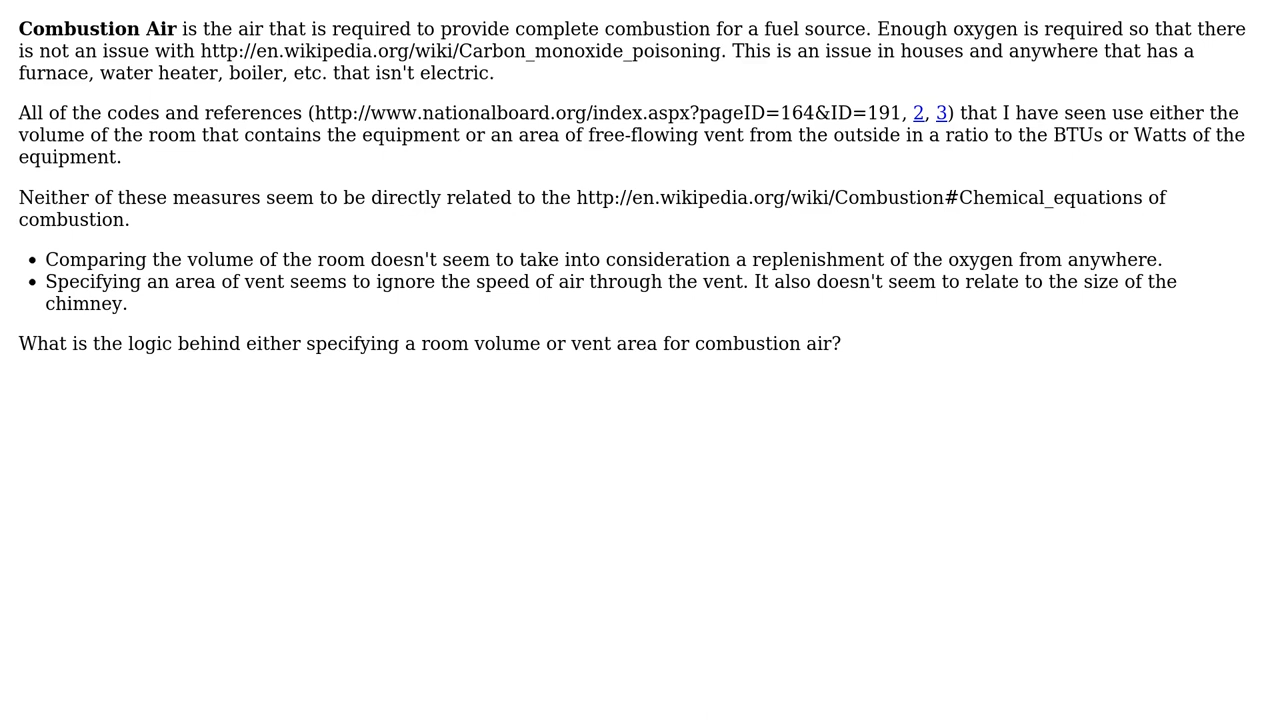 Combustion Air is the air that is required to provide complete combustion for a fuel source. Enough oxygen is required so that there
is not an issue with http://en.wikipedia.org/wiki/Carbon_monoxide_poisoning. This is an issue in houses and anywhere that has a
furnace, water heater, boiler, etc. that isn't electric.
All of the codes and references (http://www.nationalboard.org/index.aspx?pageID=164&ID=191, 2, 3) that I have seen use either the
volume of the room that contains the equipment or an area of free-flowing vent from the outside in a ratio to the BTUs or Watts of the
equipment.
Neither of these measures seem to be directly related to the http://en.wikipedia.org/wiki/Combustion#Chemical_equations of
combustion.
• Comparing the volume of the room doesn't seem to take into consideration a replenishment of the oxygen from anywhere.
• Specifying an area of vent seems to ignore the speed of air through the vent. It also doesn't seem to relate to the size of the
chimney.
What is the logic behind either specifying a room volume or vent area for combustion air?